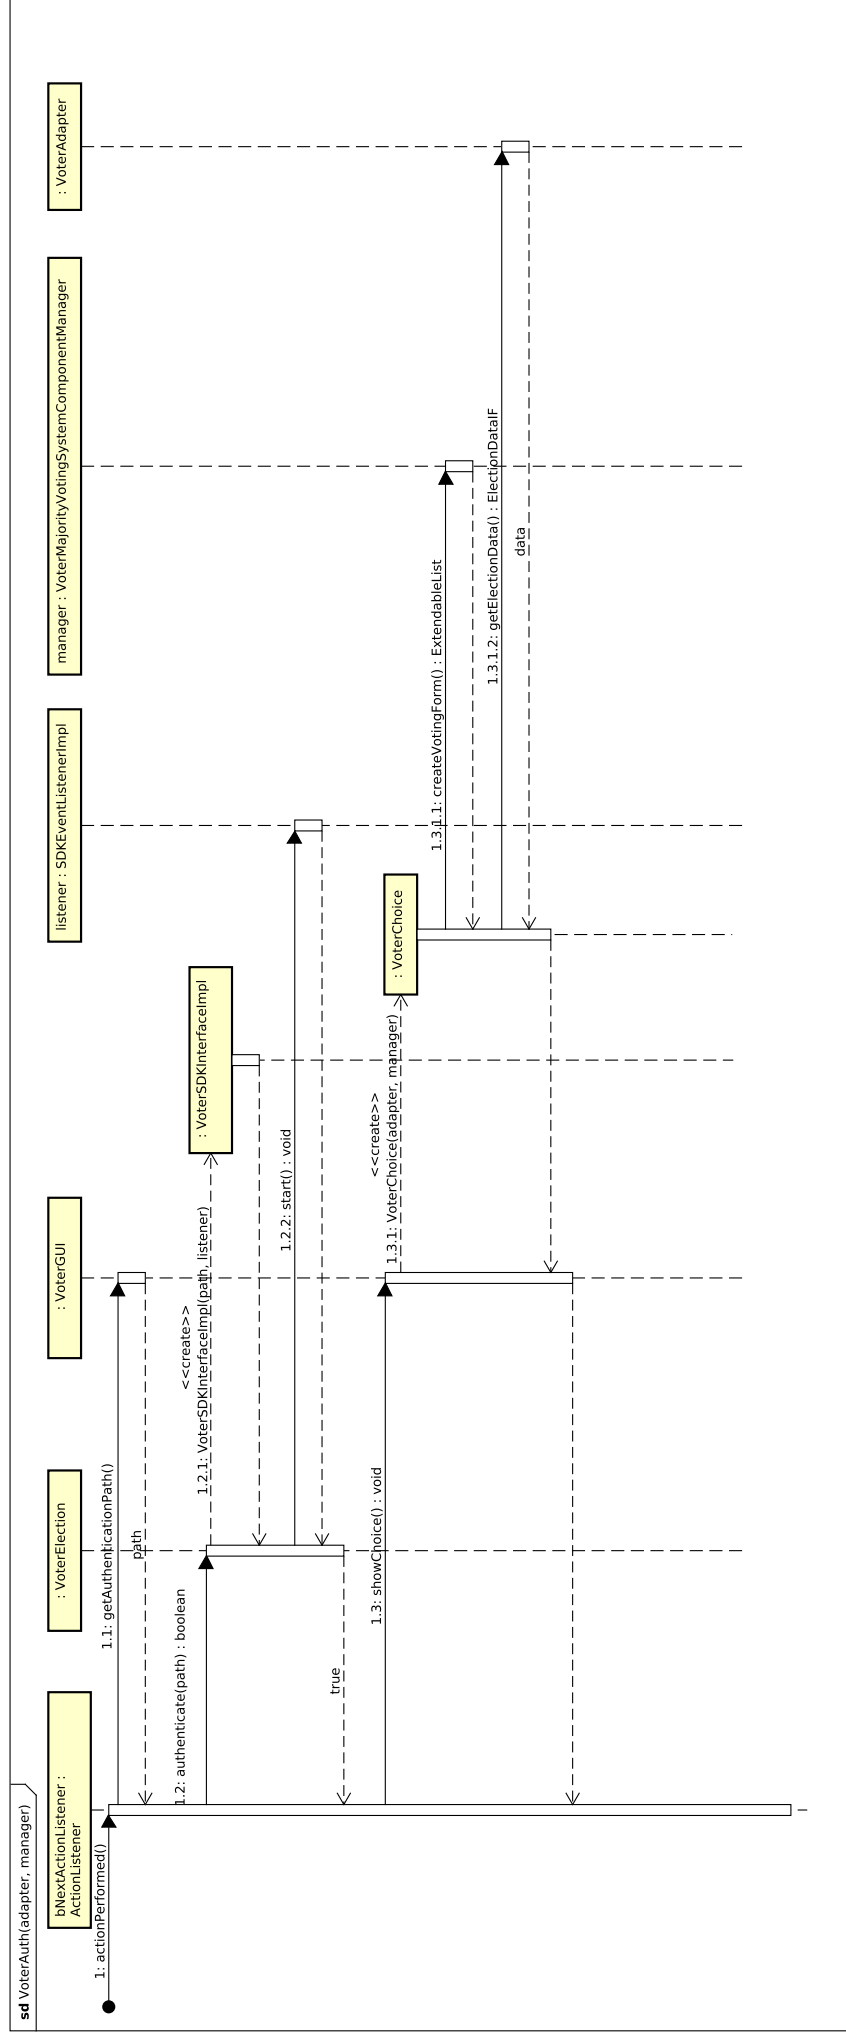 sd VoterAuth(adapter, manager)
bNextActionListener :
ActionListener
: VoterElection
: VoterGUI
listener : SDKEventListenerImpl
manager : VoterMajorityVotingSystemComponentManager
: VoterAdapter
1: actionPerformed()
1.1: getAuthenticationPath()
path
1.2: authenticate(path) : boolean
<<create>>
1.2.1: VoterSDKInterfaceImpl(path, listener)
: VoterSDKInterfaceImpl
1.2.2: start() : void
true
1.3: showChoice() : void
<<create>>
1.3.1: VoterChoice(adapter, manager)
: VoterChoice
1.3.1.1: createVotingForm() : ExtendableList
1.3.1.2: getElectionData() : ElectionDataIF
data